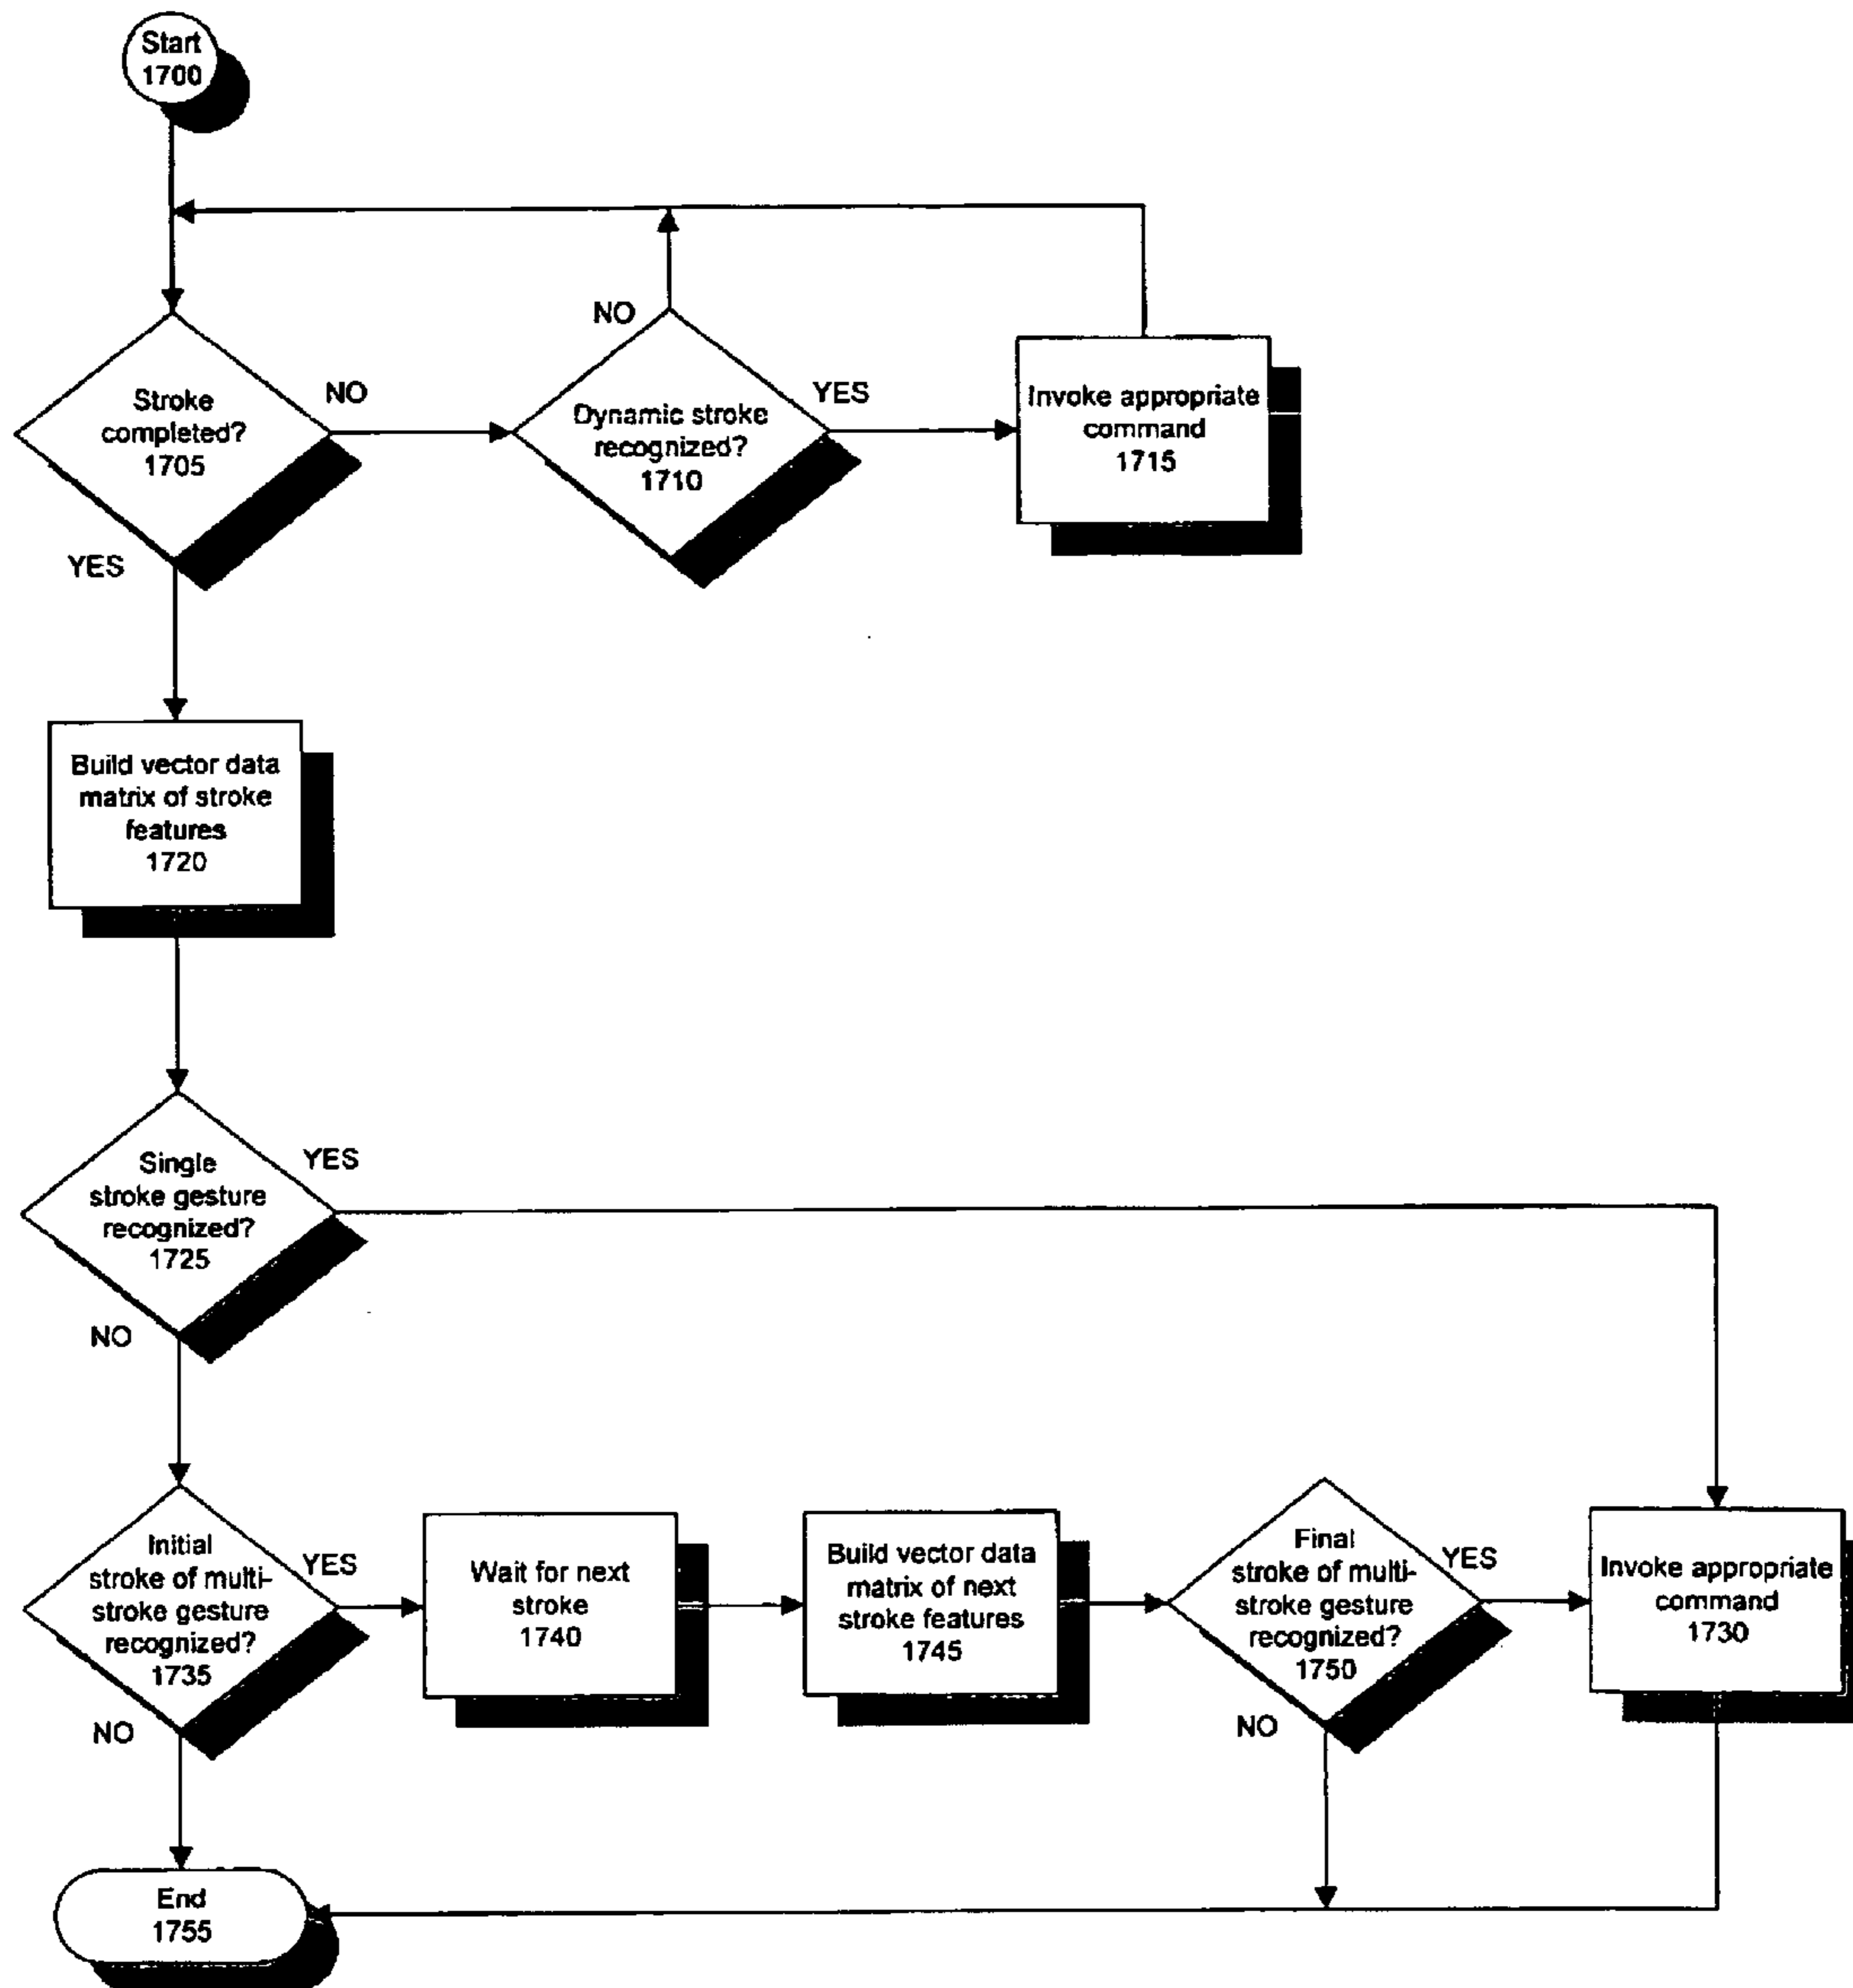 Start
1700
NO
Stroke
completed?
1705
NO
Dynamic stroke
recognized?
1710
YES
Invoke appropriate
command
1715
YES
Build vector data
matrix of stroke
features
1720
Single
stroke gesture
recognized?
1725
YES
NO
Initial
stroke of multi-
stroke gesture
recognized?
1735
YES
Wait for next
stroke
1740
Build vector data
matrix of next
stroke features
1745
Final
stroke of multi-
stroke gesture
recognized?
1750
YES
Invoke appropriate
command
1730
NO
NO
End
1755